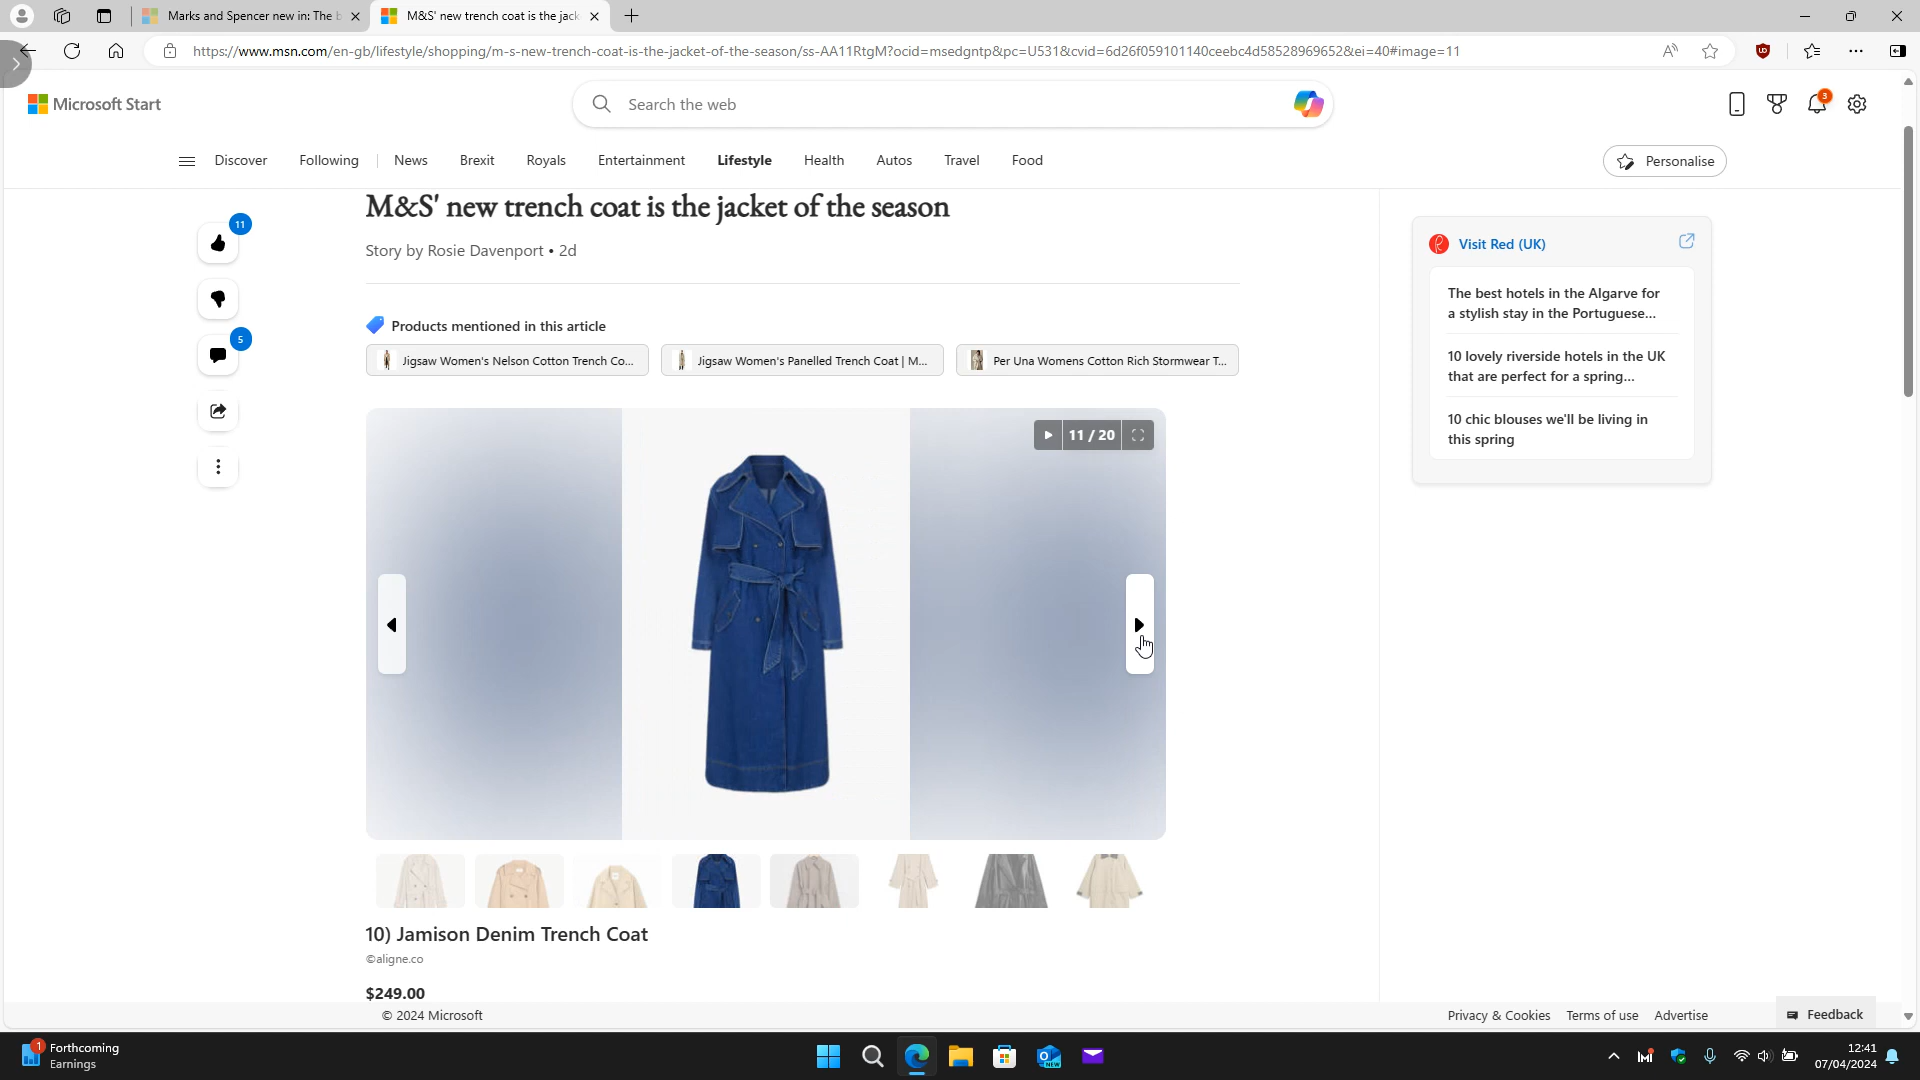 Marks and Spencer new in: The b
M&S' new trench coat is the jack
https://www.msn.com/en-gb/lifestyle/shopping/m-s-new-trench-coat-is-the-jacket-of-the-season/ss-AA11RtgM?ocid=msedgntp&pc=U531&cvid=6d26f059101140ceebc4d58528969652&ei=40#image=11
Microsoft Start
Search the web
3
Discover
Following
News
Brexit
Royals
Entertainment
Lifestyle
Health
Autos
Travel
Food
Personalise
M&S' new trench coat is the jacket of the season
Story by Rosie Davenport • 2d
11
5
Products mentioned in this article
Jigsaw Women's Nelson Cotton Trench Co...
Jigsaw Women's Panelled Trench Coat | M...
Per Una Womens Cotton Rich Stormwear T...
11 / 20
Visit Red (UK)
The best hotels in the Algarve for
a stylish stay in the Portuguese...
10 lovely riverside hotels in the UK
that are perfect for a spring...
10 chic blouses we'll be living in
this spring
10) Jamison Denim Trench Coat
©aligne.co
$249.00
© 2024 Microsoft
Privacy & Cookies
Terms of use
Advertise
Feedback
1
Forthcoming
Earnings
12:41
07/04/2024